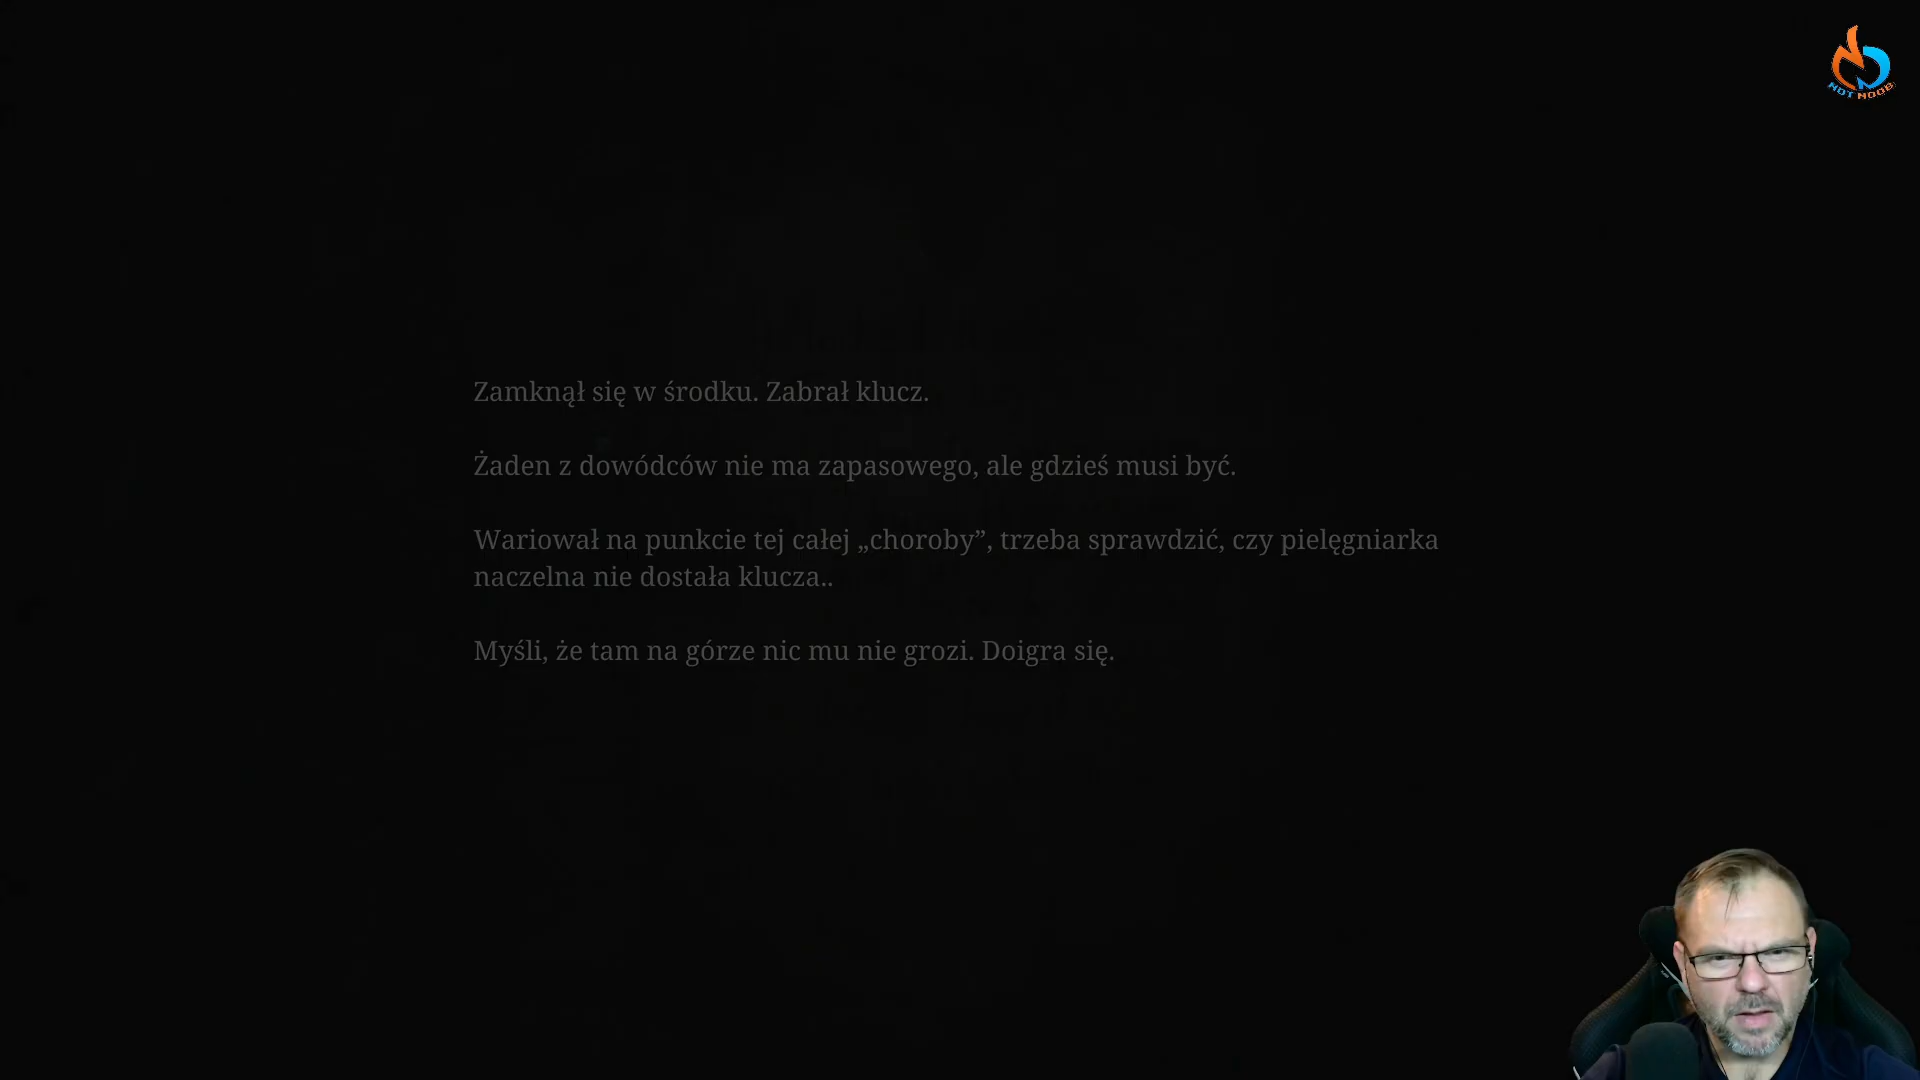 NOT NOOB
Zamknął się w środku. Zabrał klucz.
Żaden z dowódców nie ma zapasowego, ale gdzieś musi być.
Wariował na punkcie tej całej „choroby”, trzeba sprawdzić, czy pielęgniarka
naczelna nie dostała klucza..
Myśli, że tam na górze nic mu nie grozi. Doigra się.